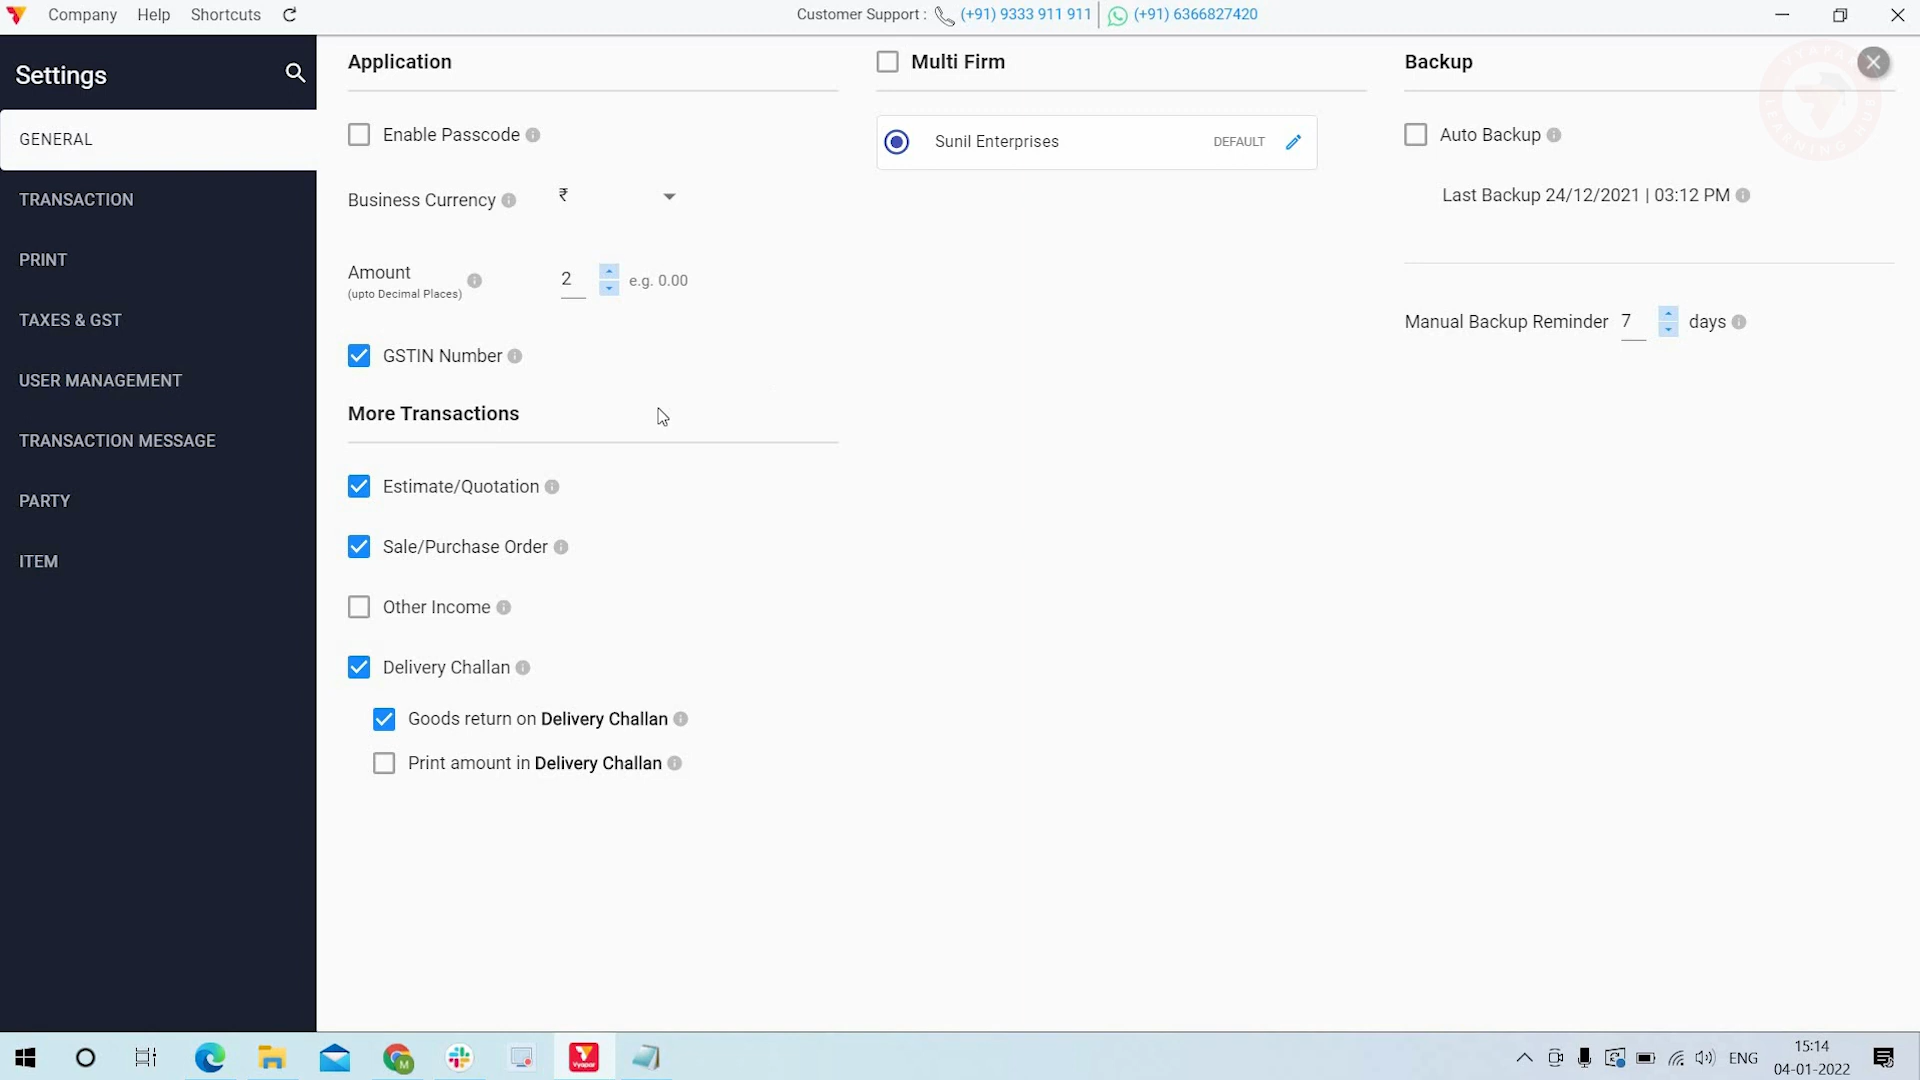 Company Help Shortcuts
Customer Support : (+91) 9333 911 911 (+91) 6366827420
Settings
GENERAL
TRANSACTION
PRINT
TAXES & GST
USER MANAGEMENT
TRANSACTION MESSAGE
PARTY
ITEM
Application
Enable Passcode
Business Currency ₹
Amount
(upto Decimal Places)
2 e.g. 0.00
GSTIN Number
More Transactions
Estimate/Quotation
Sale/Purchase Order
Other Income
Delivery Challan
Goods return on Delivery Challan
Print amount in Delivery Challan
Multi Firm
Sunil Enterprises DEFAULT
Backup
Auto Backup
Last Backup 24/12/2021 | 03:12 PM
Manual Backup Reminder 7 days
VYAPAR
LEARNING HUB
M
Vyapar
ENG
15:14
04-01-2022